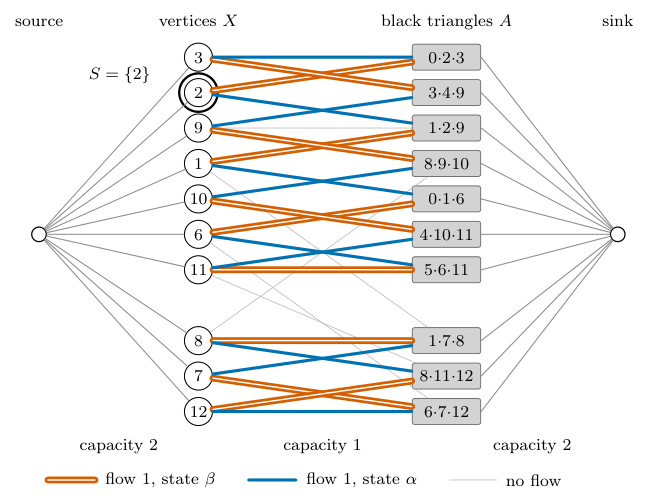 source vertices X black triangles A sink
S = {2}
3 0·2·3
2 3·4·9
9 1·2·9
1 8·9·10
10 0·1·6
6 4·10·11
11 5·6·11
8 1·7·8
7 8·11·12
12 6·7·12
capacity 2 capacity 1 capacity 2
flow 1, state β flow 1, state α no flow